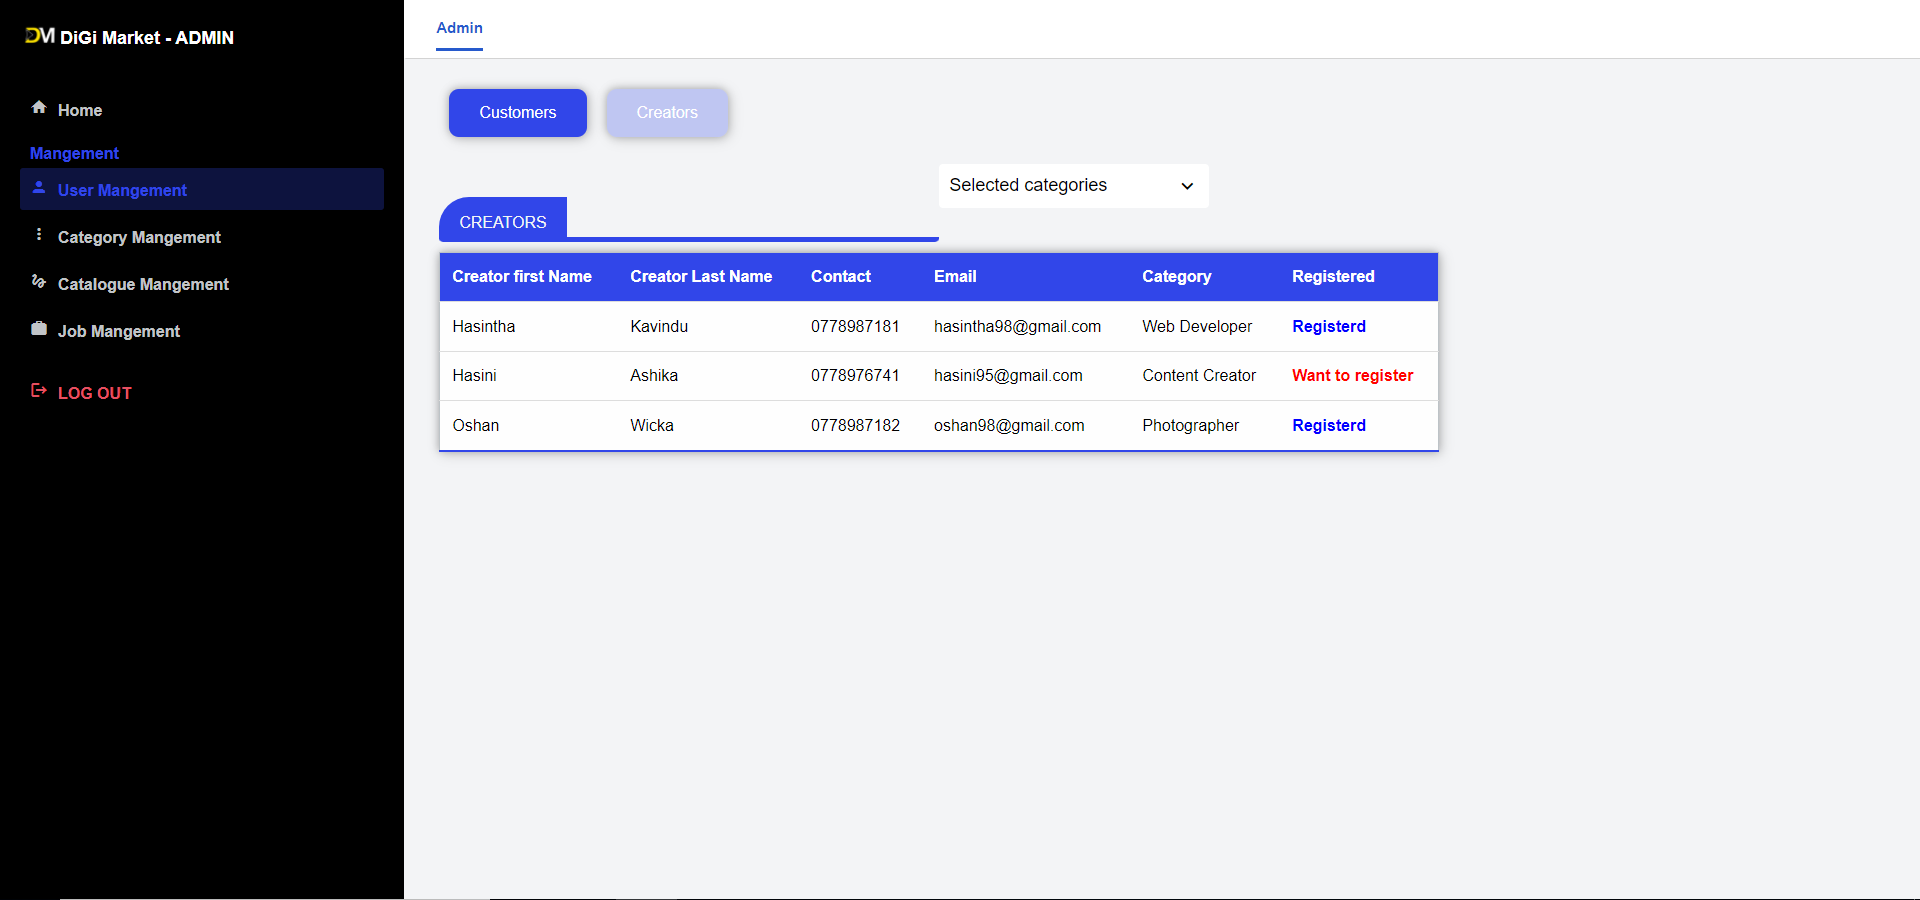 DM DiGi Market - ADMIN
Home
Mangement
User Mangement
Category Mangement
Catalogue Mangement
Job Mangement
LOG OUT
Admin
Customers Creators
Selected categories
CREATORS
Creator first Name Creator Last Name Contact Email Category Registered
Hasintha Kavindu 0778987181 hasintha98@gmail.com Web Developer Registerd
Hasini Ashika 0778976741 hasini95@gmail.com Content Creator Want to register
Oshan Wicka 0778987182 oshan98@gmail.com Photographer Registerd